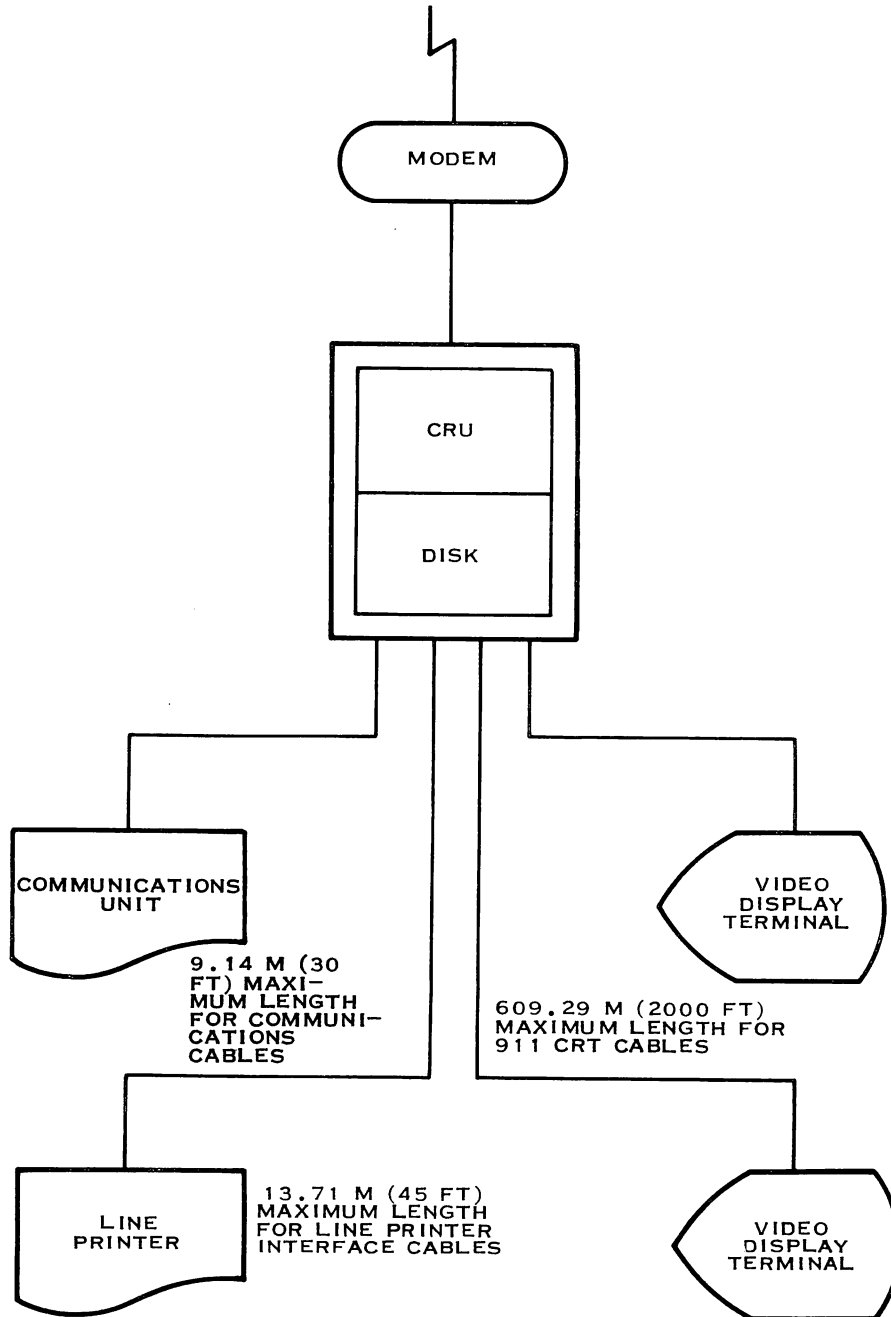 MODEM
CRU
DISK
COMMUNICATIONS
UNIT
VIDEO
DISPLAY
TERMINAL
9.14 M (30
FT) MAXI-
MUM LENGTH
FOR COMMUNI-
CATIONS
CABLES
609.29 M (2000 FT)
MAXIMUM LENGTH FOR
911 CRT CABLES
LINE
PRINTER
13.71 M (45 FT)
MAXIMUM LENGTH
FOR LINE PRINTER
INTERFACE CABLES
VIDEO
DISPLAY
TERMINAL